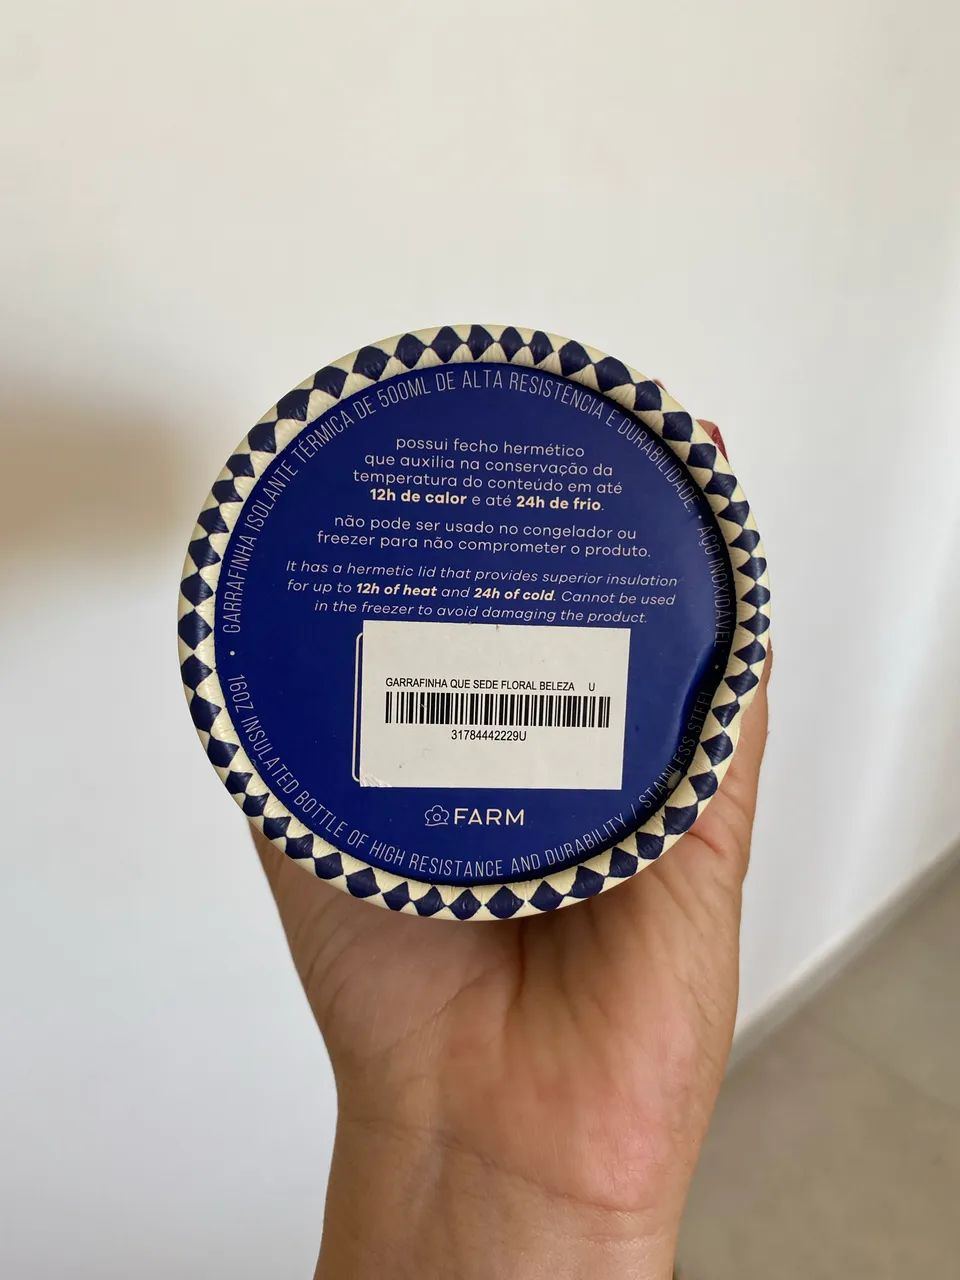 GARRAFINHA ISOLANTE TÉRMICA DE 500ML DE ALTA RESISTÊNCIA E DURABILIDADE. • AÇO INOXIDÁVEL •
possui fecho hermético
que auxilia na conservação da
temperatura do conteúdo em até
12h de calor e até 24h de frio.
não pode ser usado no congelador ou
freezer para não comprometer o produto.
It has a hermetic lid that provides superior insulation
for up to 12h of heat and 24h of cold. Cannot be used
in the freezer to avoid damaging the product.
GARRAFINHA QUE SEDE FLORAL BELEZA U
31784442229U
FARM
16OZ INSULATED BOTTLE OF HIGH RESISTANCE AND DURABILITY / STAINLESS STEEL •